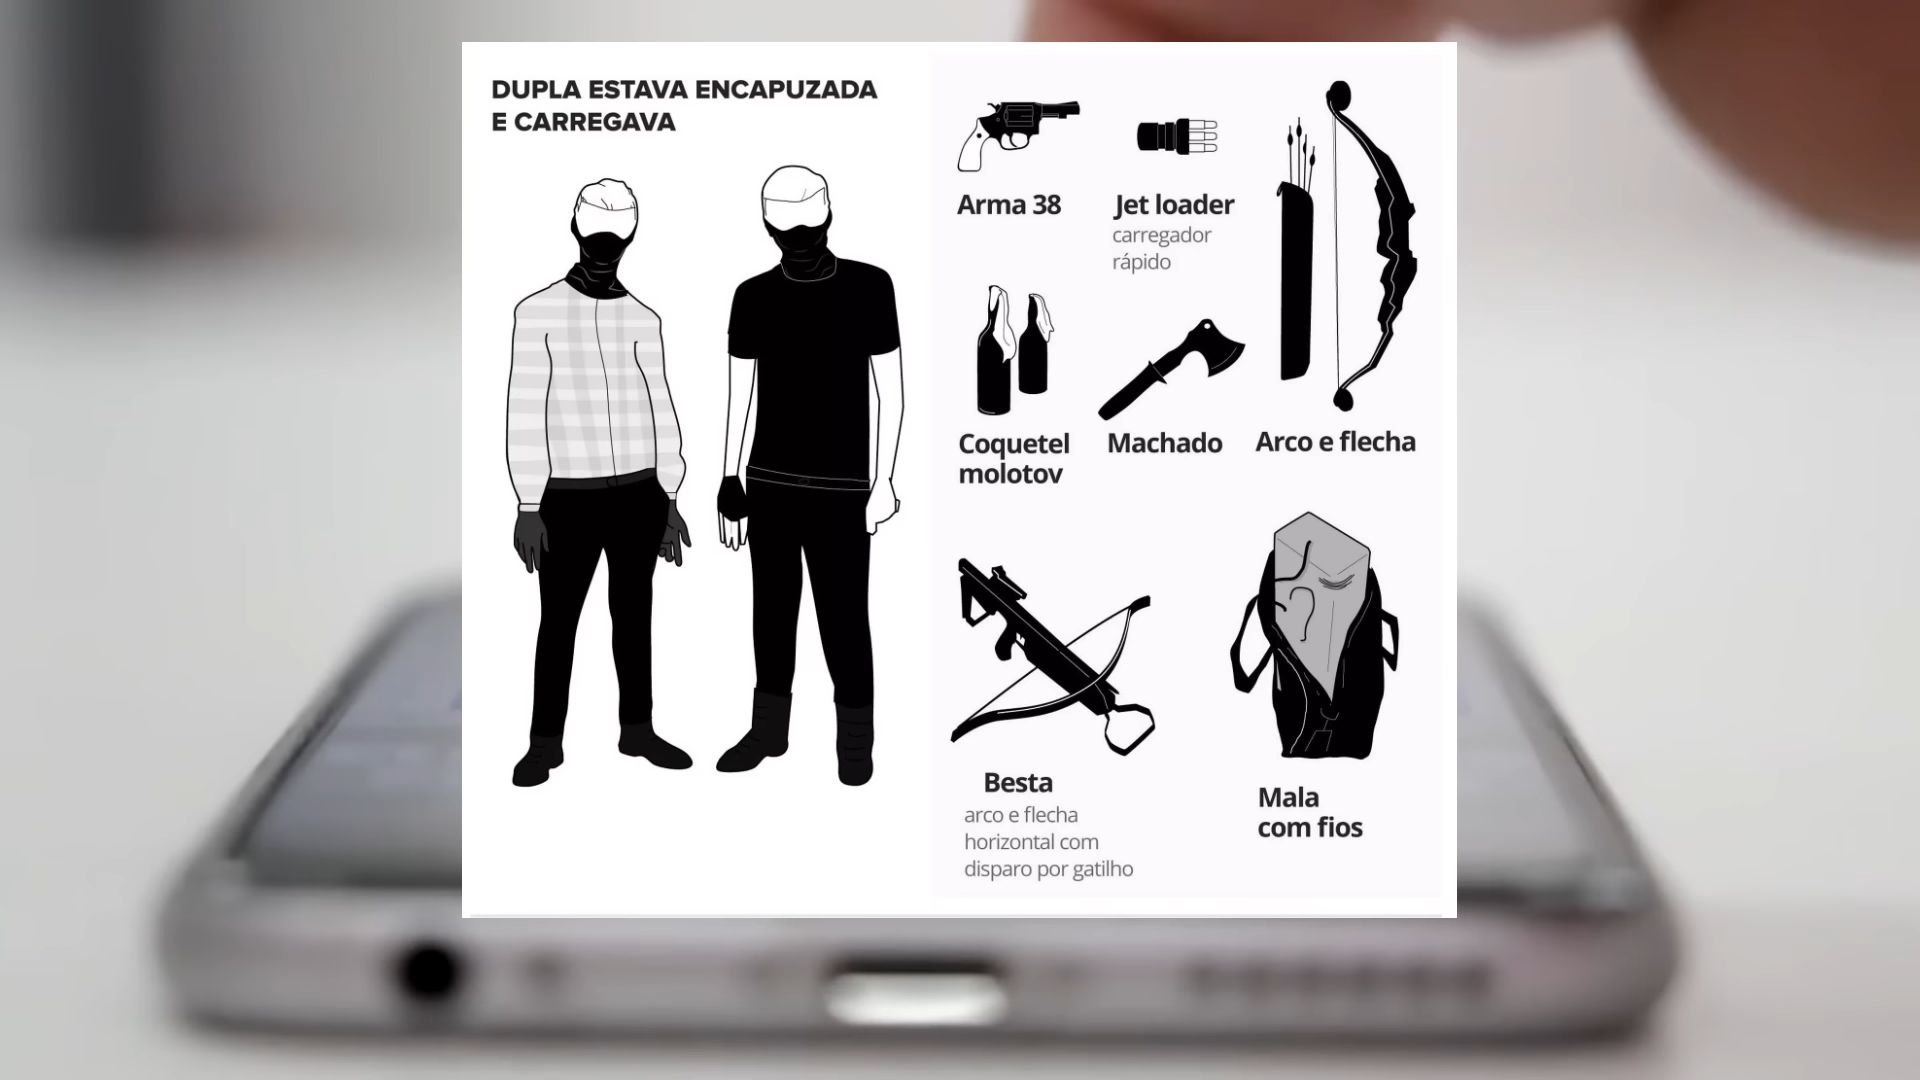 DUPLA ESTAVA ENCAPUZADA
E CARREGAVA
Arma 38
Jet loader
carregador
rápido
Coquetel
molotov
Machado
Arco e flecha
Besta
arco e flecha
horizontal com
disparo por gatilho
Mala
com fios